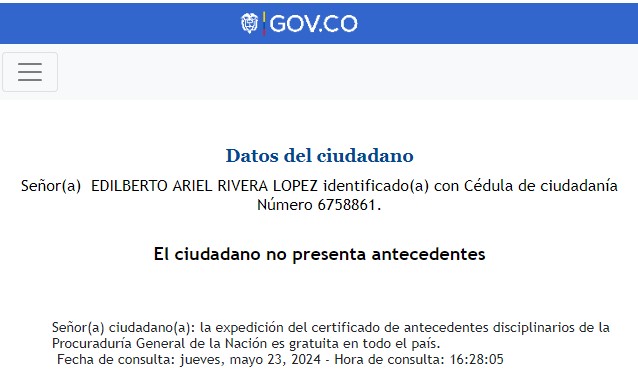 GOV.CO
Datos del ciudadano
Señor(a) EDILBERTO ARIEL RIVERA LOPEZ identificado(a) con Cédula de ciudadanía
Número 6758861.
El ciudadano no presenta antecedentes
Señor(a) ciudadano(a): la expedición del certificado de antecedentes disciplinarios de la
Procuraduría General de la Nación es gratuita en todo el país.
Fecha de consulta: jueves, mayo 23, 2024 - Hora de consulta: 16:28:05